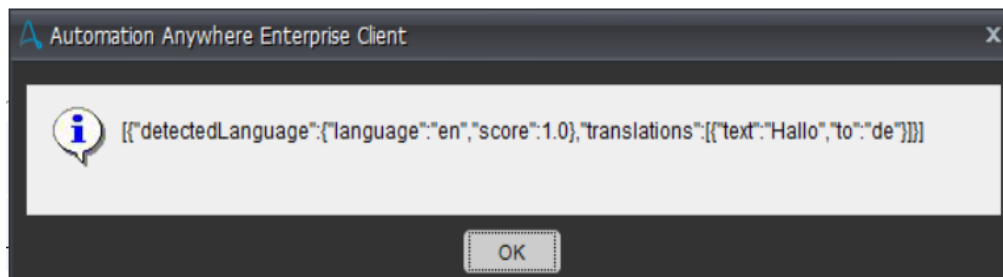 Automation Anywhere Enterprise Client
x
[{"detectedLanguage":{"language":"en","score":1.0},"translations":[{"text":"Hallo","to":"de"}]}]
OK